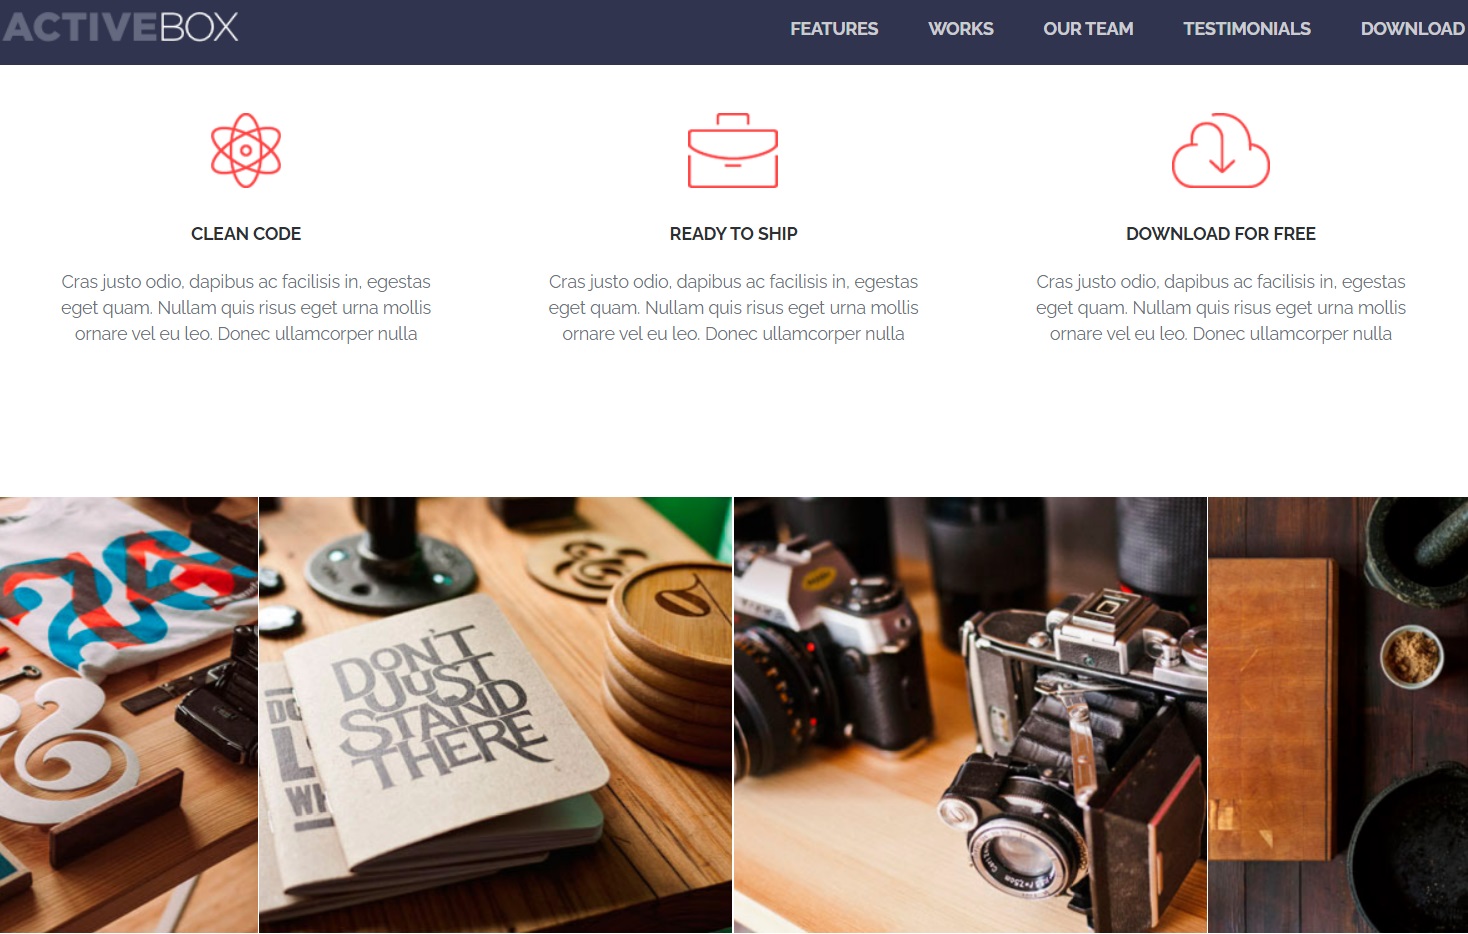 ACTIVEBOX
FEATURES WORKS OUR TEAM TESTIMONIALS DOWNLOAD
CLEAN CODE
Cras justo odio, dapibus ac facilisis in, egestas
eget quam. Nullam quis risus eget urna mollis
ornare vel eu leo. Donec ullamcorper nulla
READY TO SHIP
Cras justo odio, dapibus ac facilisis in, egestas
eget quam. Nullam quis risus eget urna mollis
ornare vel eu leo. Donec ullamcorper nulla
DOWNLOAD FOR FREE
Cras justo odio, dapibus ac facilisis in, egestas
eget quam. Nullam quis risus eget urna mollis
ornare vel eu leo. Donec ullamcorper nulla
&
DON'T
JUST
STAND
THERE